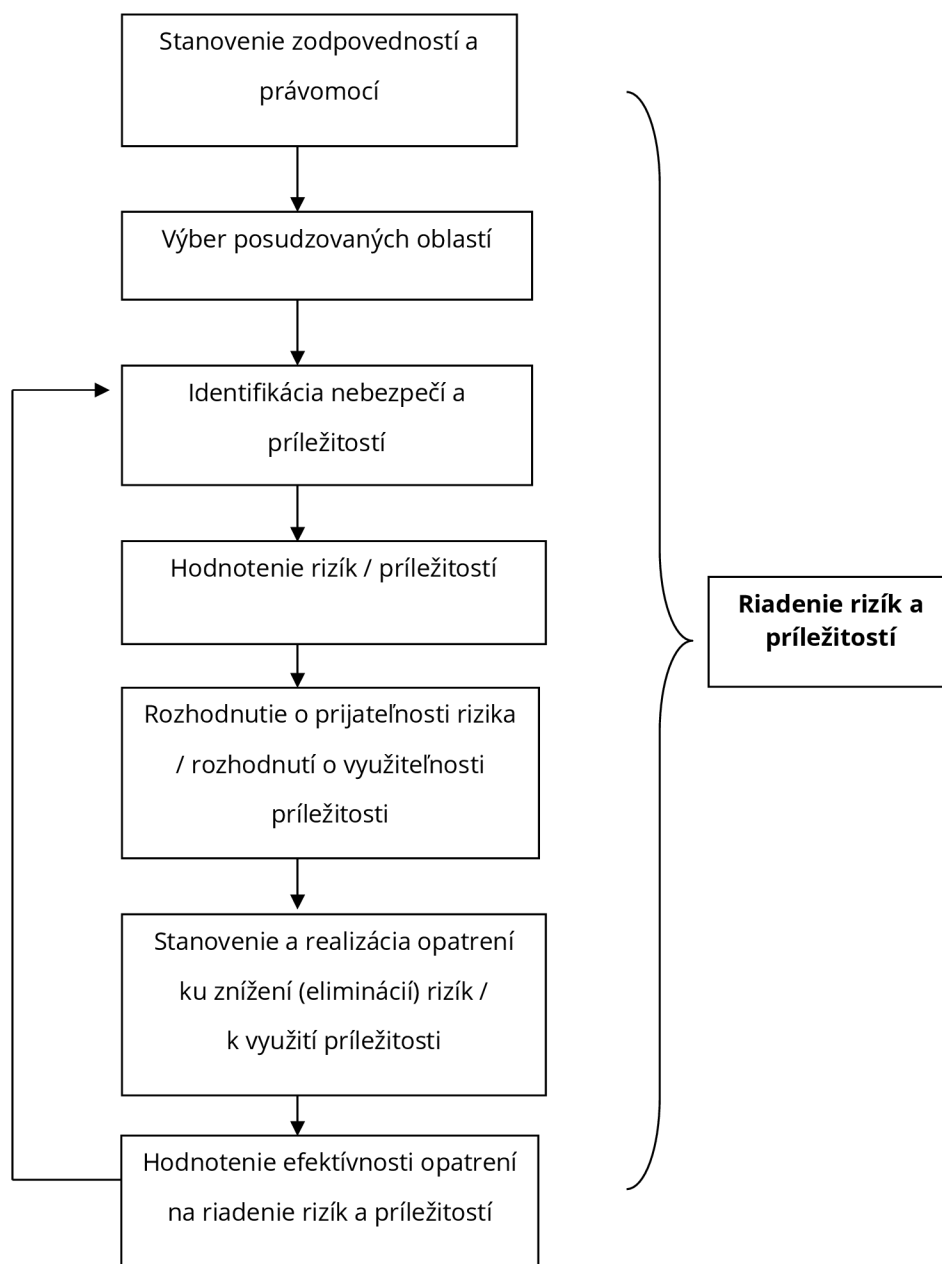 Stanovenie zodpovedností a
právomocí
Výber posudzovaných oblastí
Identifikácia nebezpečí a
príležitostí
Hodnotenie rizík / príležitostí
Riadenie rizík a
príležitostí
Rozhodnutie o prijateľnosti rizika
/ rozhodnutí o využiteľnosti
príležitosti
Stanovenie a realizácia opatrení
ku znížení (eliminácií) rizík /
k využití príležitosti
Hodnotenie efektívnosti opatrení
na riadenie rizík a príležitostí